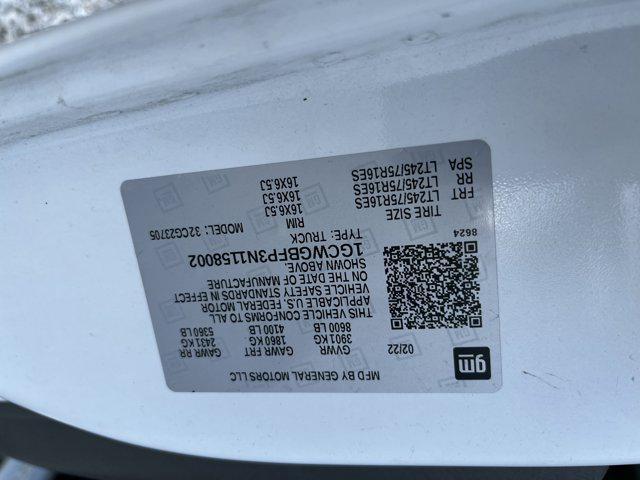 gm
MFD BY GENERAL MOTORS LLC
02/22 GVWR GAWR FRT GAWR RR
3901 KG 1860 KG 2431 KG
8600 LB 4100 LB 5360 LB
THIS VEHICLE CONFORMS TO ALL
APPLICABLE U.S. FEDERAL MOTOR
VEHICLE SAFETY STANDARDS IN EFFECT
ON THE DATE OF MANUFACTURE
SHOWN ABOVE.
1GCWGBFP3N1158002
TYPE: TRUCK MODEL: 32CG23705
8624
TIRE SIZE RIM
FRT LT245/75R16ES 16X6.5J
RR LT245/75R16ES 16X6.5J
SPA LT245/75R16ES 16X6.5J